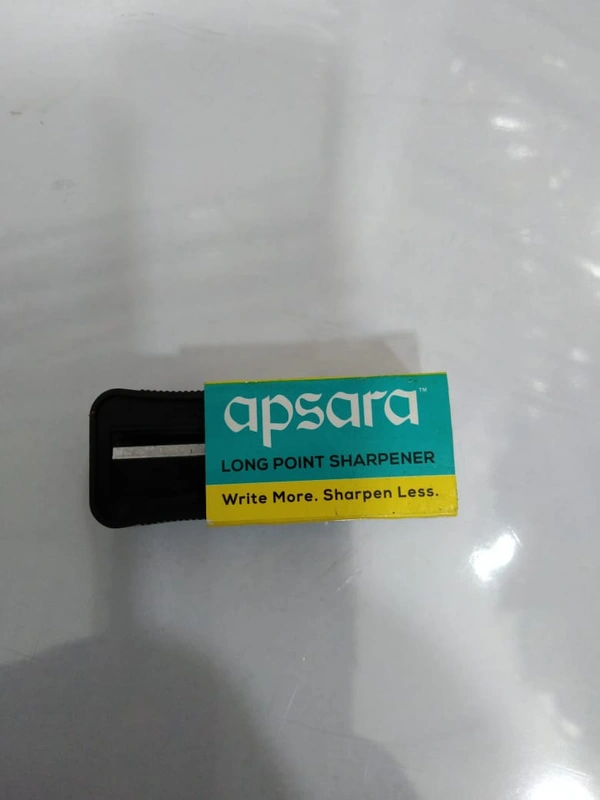 apsara™
LONG POINT SHARPENER
Write More. Sharpen Less.